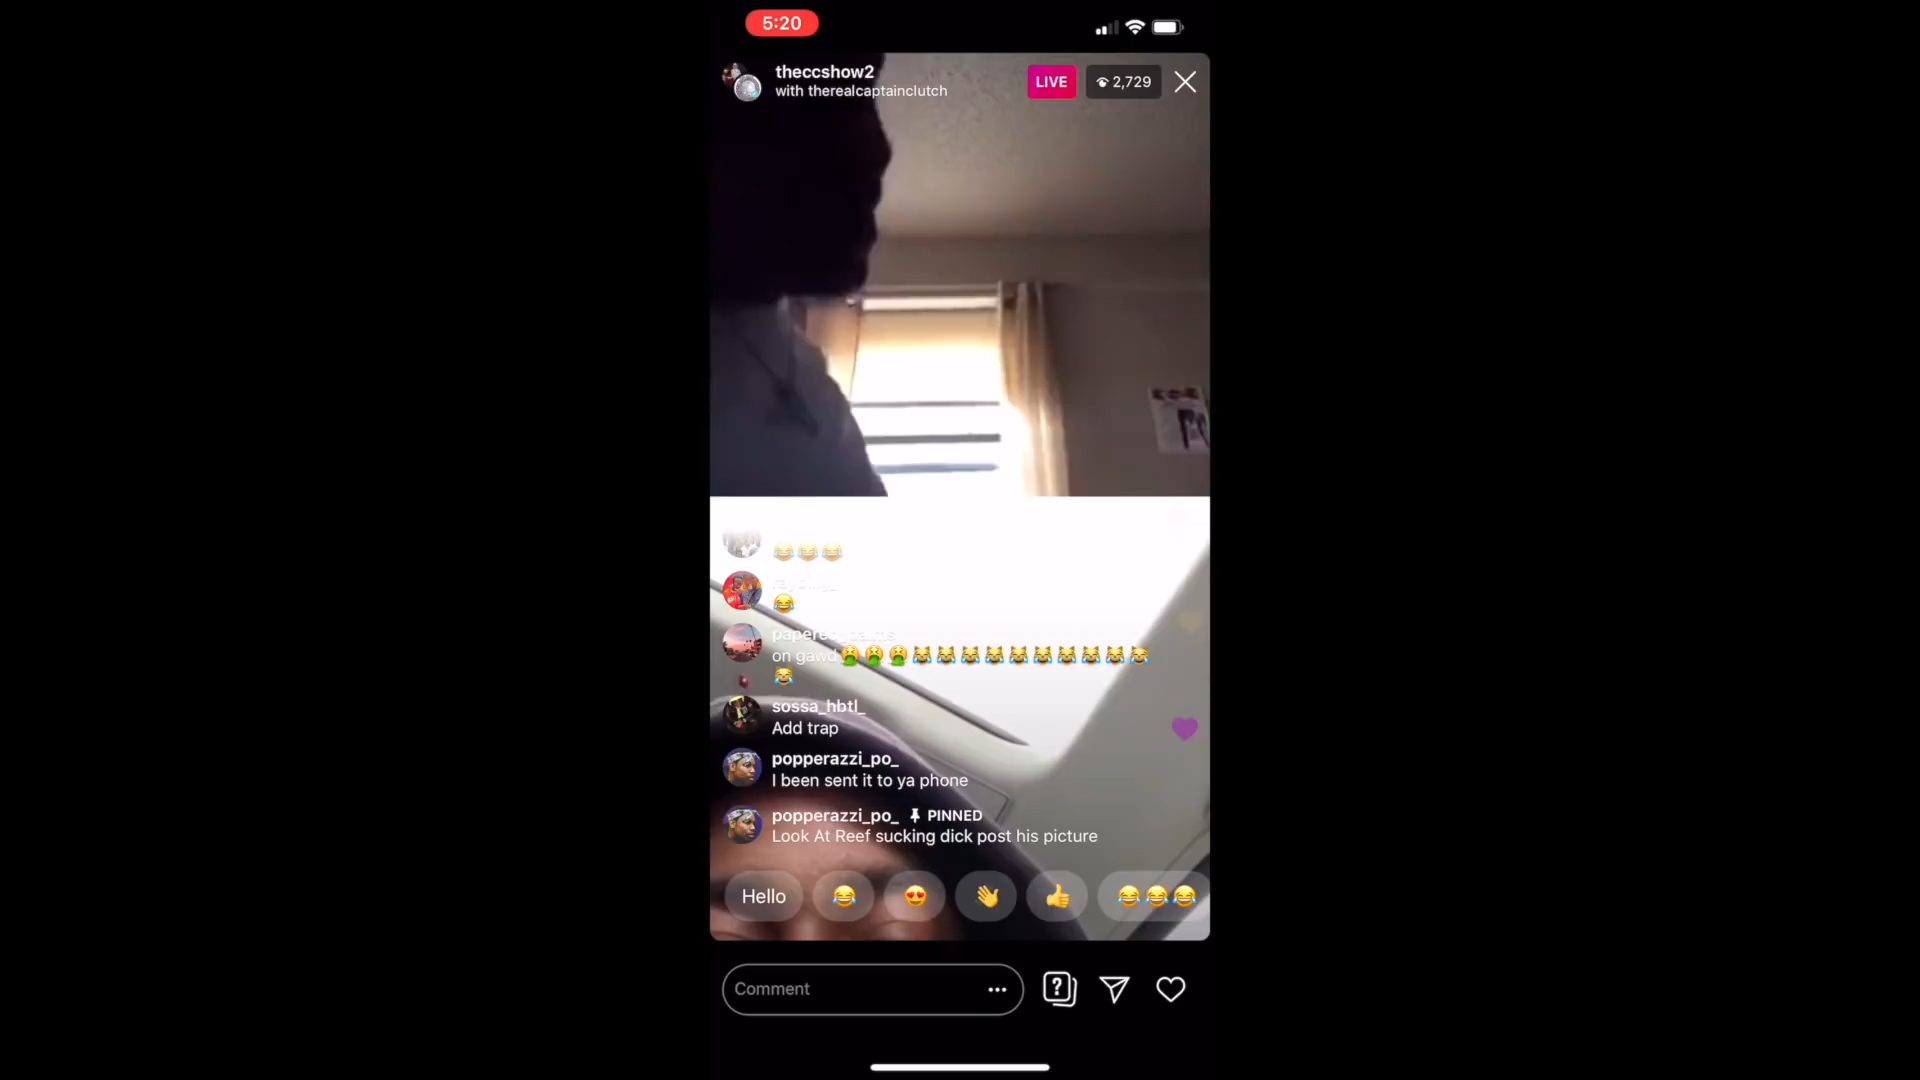 5:20
theccshow2
with therealcaptainclutch
LIVE
2,729
😂😂😂
😂
on gawd🤮🤮🤮😹😹😹😹😹😹😹😹😹😹
😹
sossa_hbtl_
Add trap
popperazzi_po_
I been sent it to ya phone
popperazzi_po_ PINNED
Look At Reef sucking dick post his picture
Hello 😂 😍 👋 👍 😂😂😂
Comment